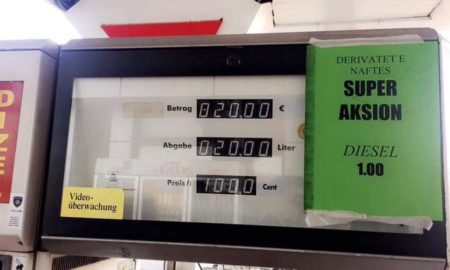 DERIVATET E
NAFTES
SUPER
AKSION
DIESEL
1.00
Betrag 820.00 €
Abgabe 020.00 Liter
Preis/ℓ 100.0 Cent
Video-
überwachung
DIZE